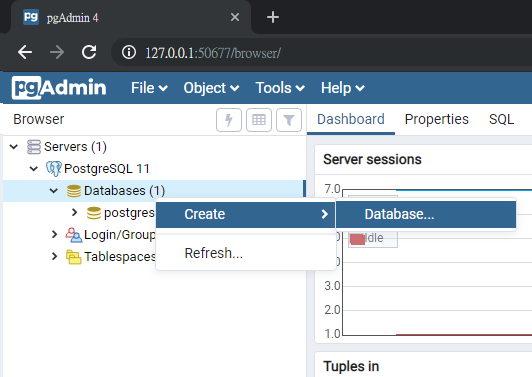 pgAdmin 4
127.0.0.1:50677/browser/
pgAdmin File Object Tools Help
Browser
Dashboard Properties SQL
Servers (1)
PostgreSQL 11
Databases (1)
postgres
Login/Group
Tablespaces
Create
Refresh...
Database...
Server sessions
7.0
4.0
3.0
2.0
1.0
Idle
Tuples in